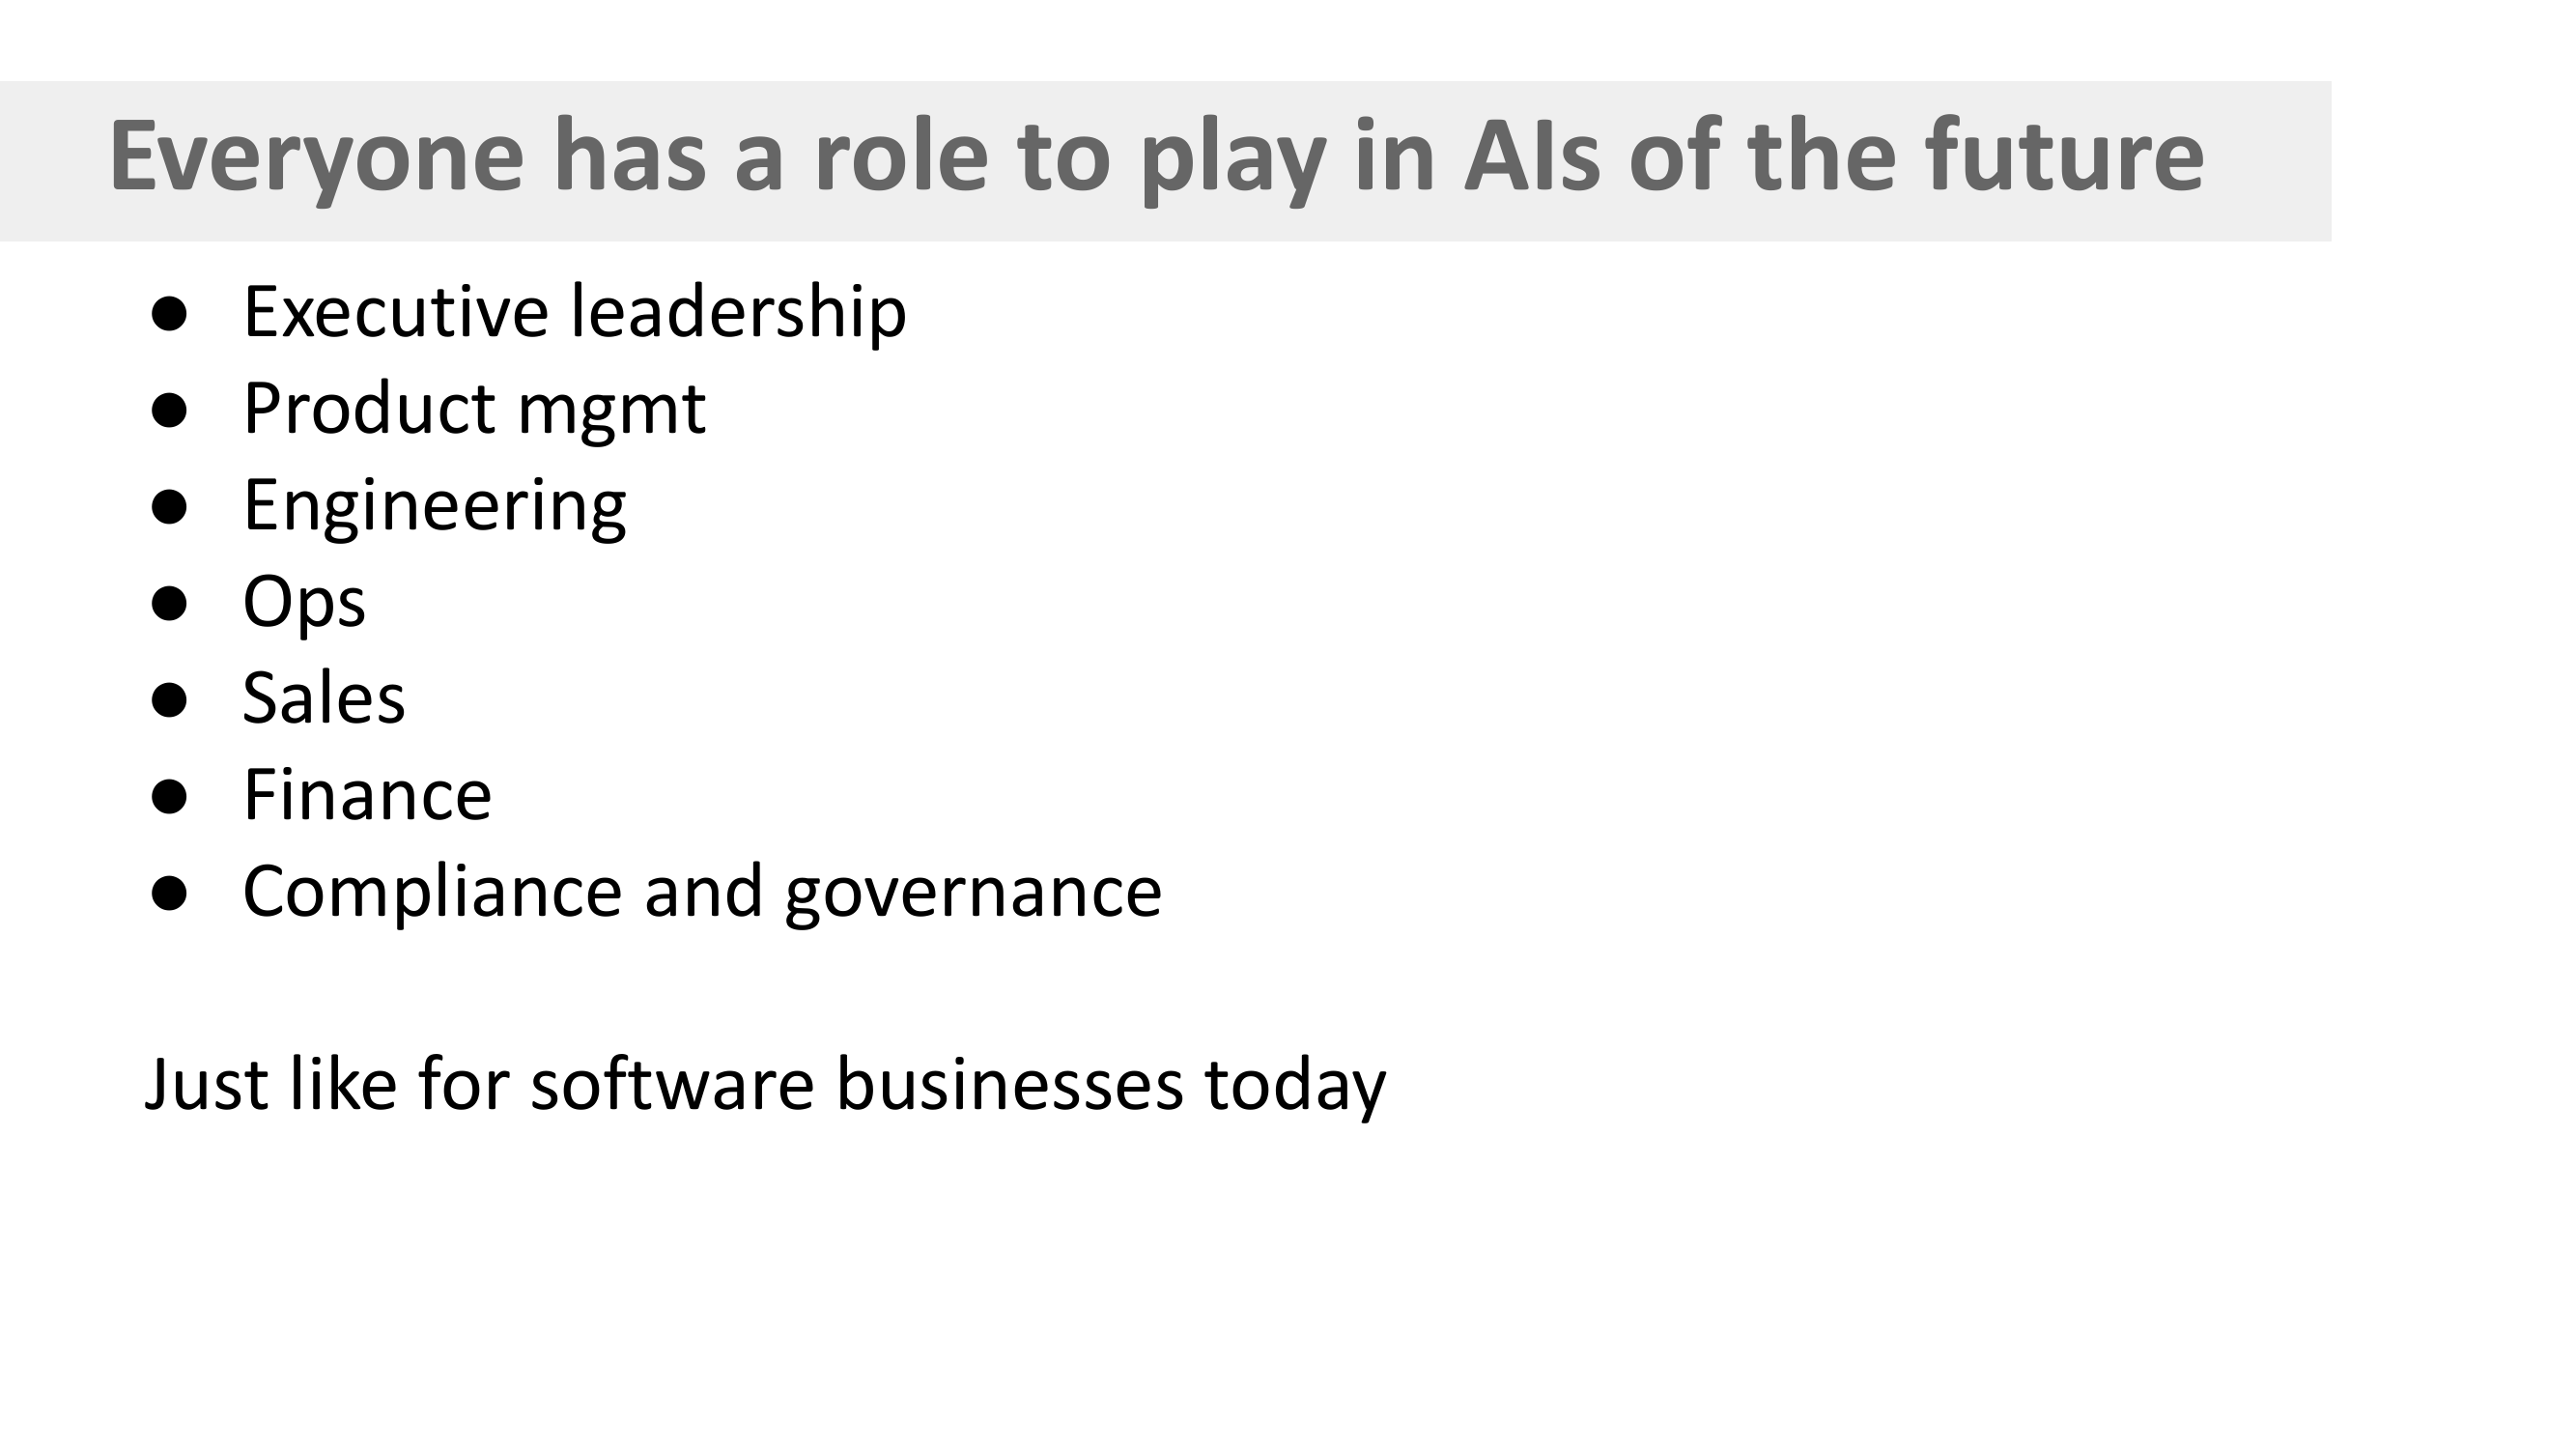 Everyone has a role to play in AIs of the future
● Executive leadership
● Product mgmt
● Engineering
● Ops
● Sales
● Finance
● Compliance and governance
Just like for software businesses today